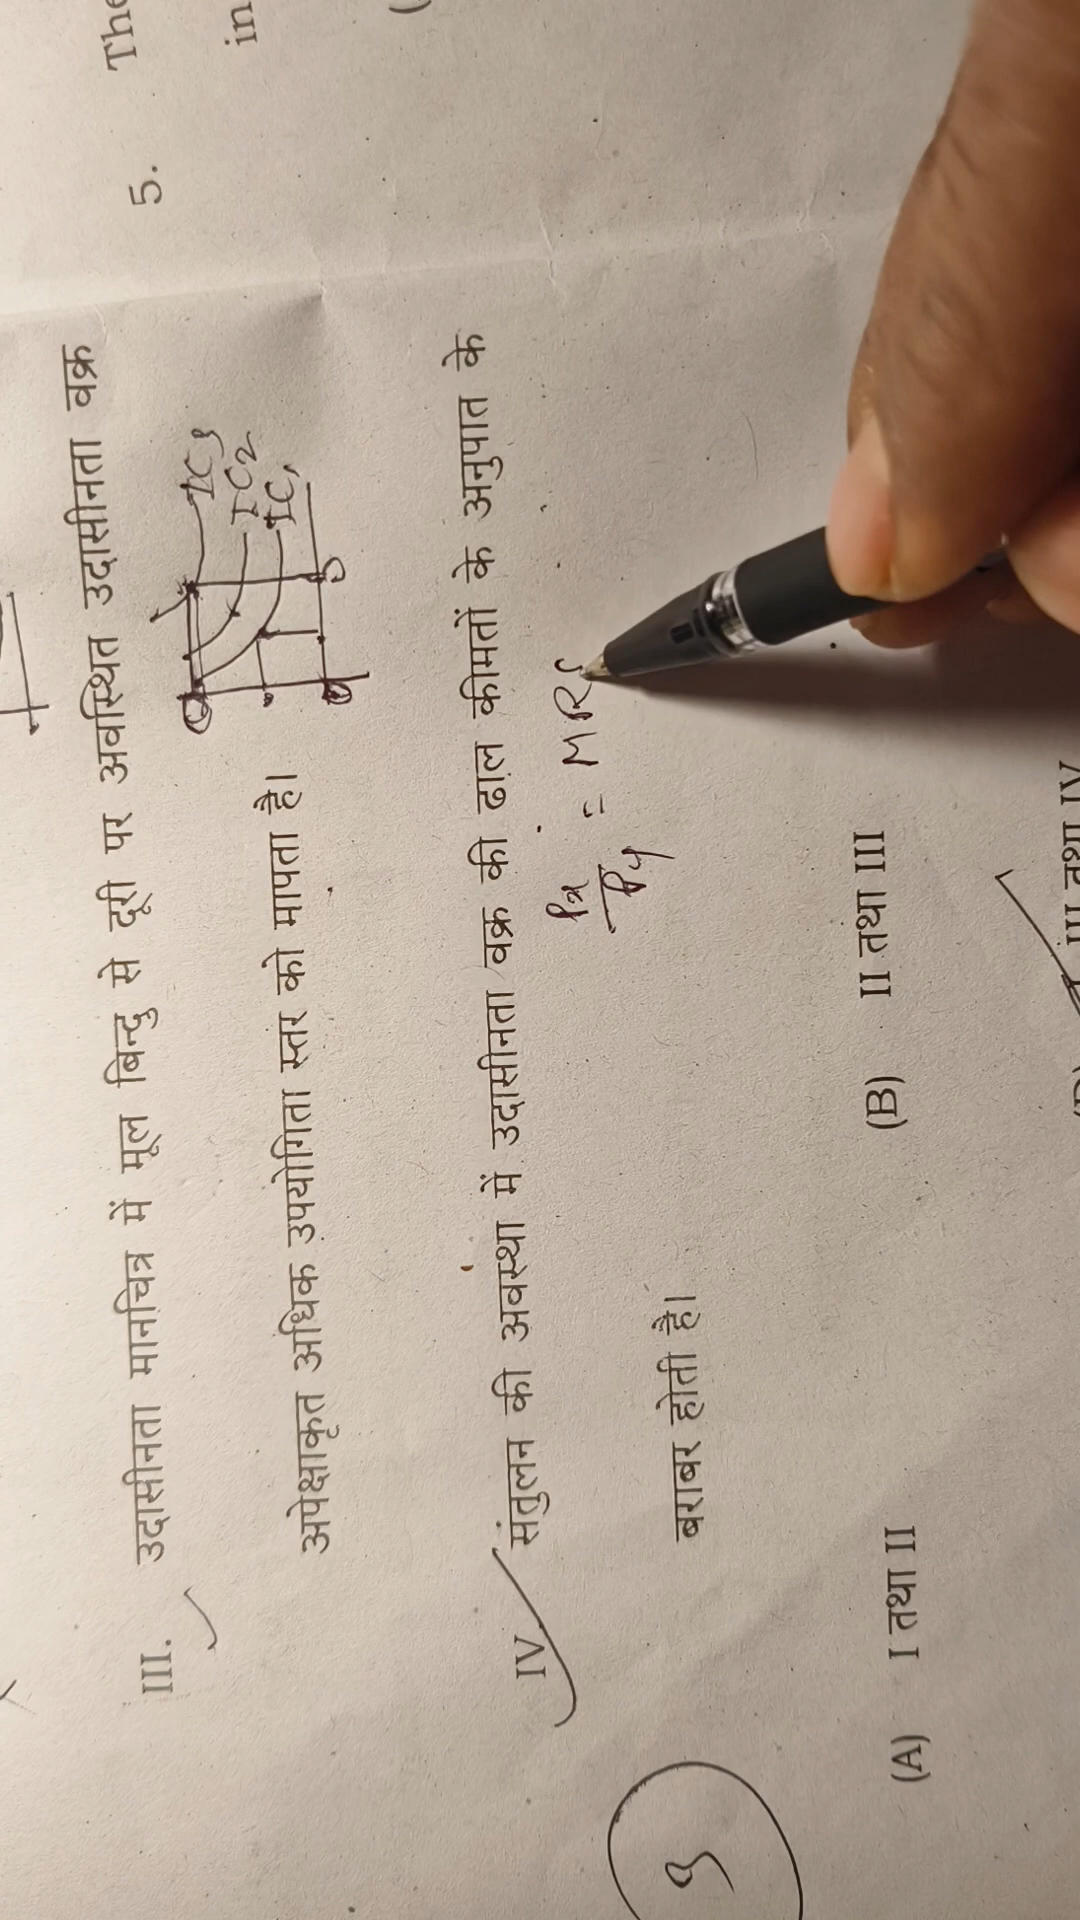 III. उदासीनता मानचित्र में मूल बिन्दु से दूरी पर अवस्थित उदासीनता वक्र
IC3
IC2
IC1
अपेक्षाकृत अधिक उपयोगिता स्तर को मापता है।
IV. संतुलन की अवस्था में उदासीनता वक्र की ढाल कीमतों के अनुपात के
Px
Py = MRS
बराबर होती है।
(A) I तथा II (B) II तथा III
III तथा IV
5. The
in
(